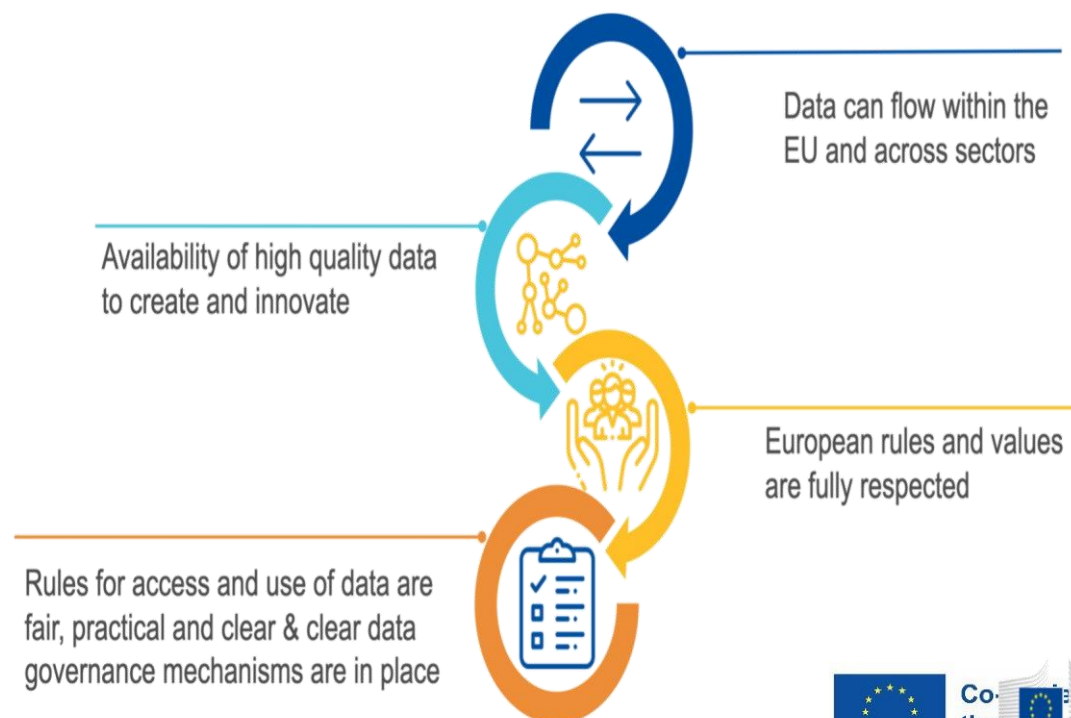 Data can flow within the
EU and across sectors
Availability of high quality data
to create and innovate
European rules and values
are fully respected
Rules for access and use of data are
fair, practical and clear & clear data
governance mechanisms are in place
Co-